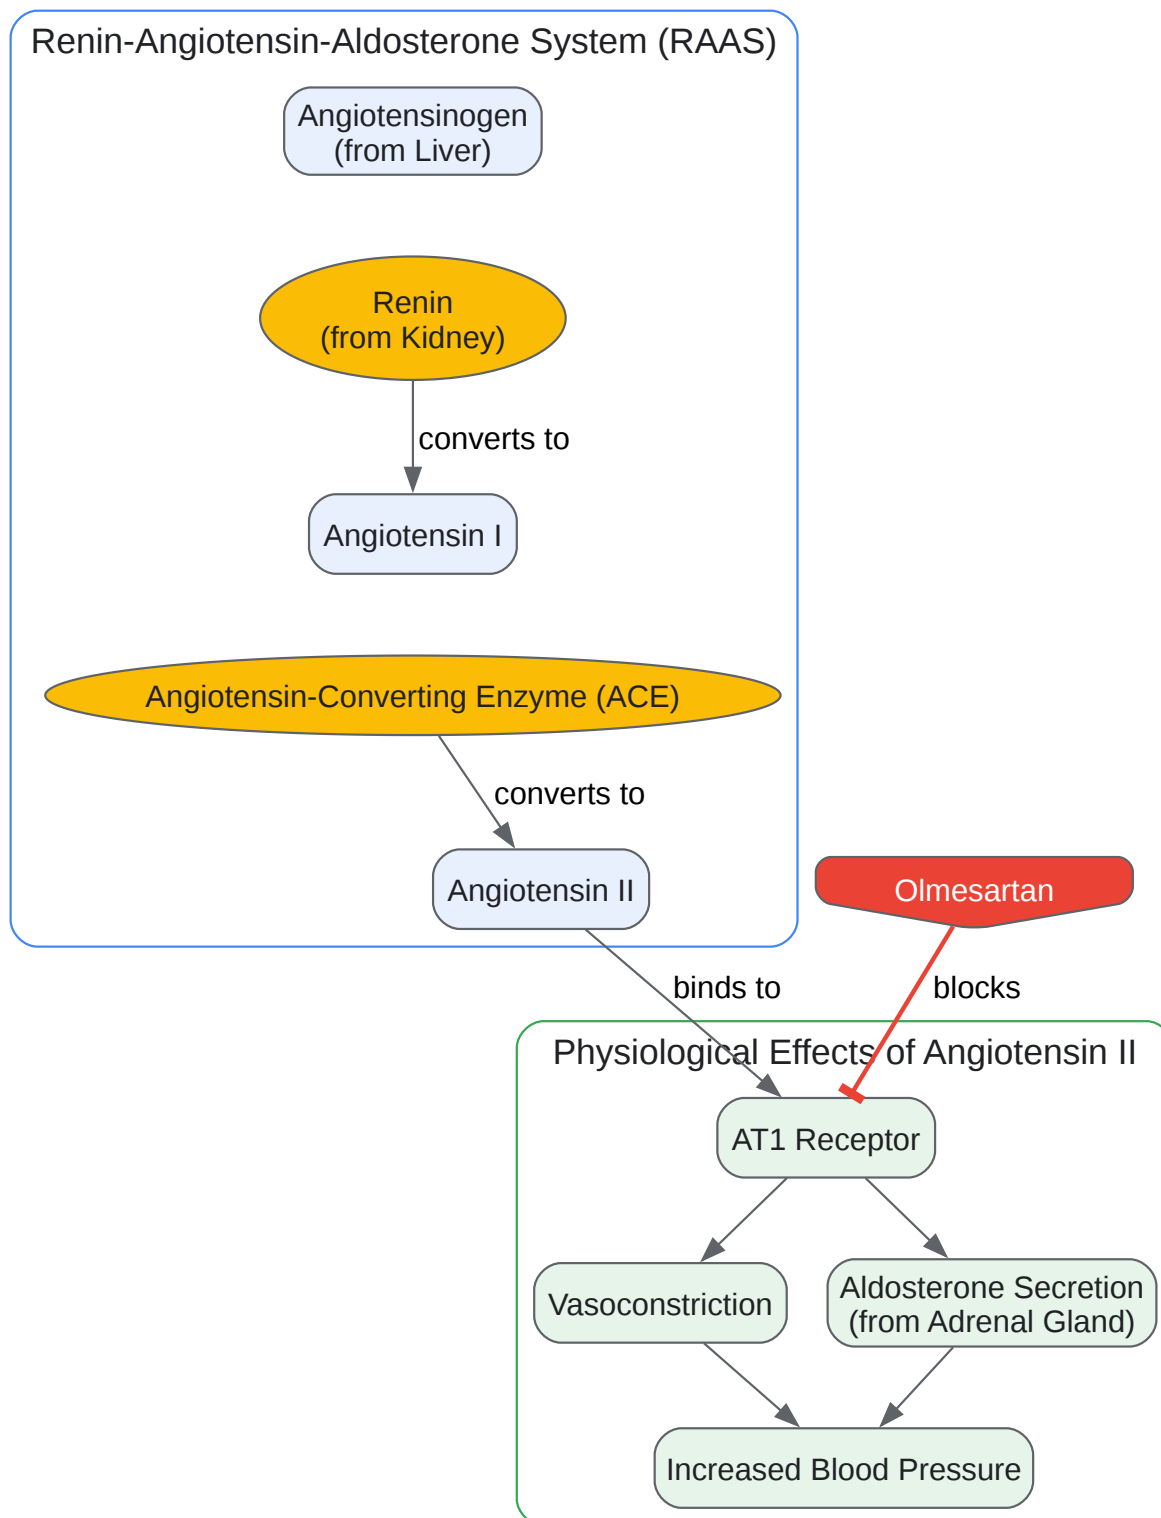 Renin-Angiotensin-Aldosterone System (RAAS)
Angiotensinogen
(from Liver)
Renin
(from Kidney)
converts to
Angiotensin I
Angiotensin-Converting Enzyme (ACE)
converts to
Angiotensin II
Olmesartan
binds to
blocks
Physiological Effects of Angiotensin II
AT1 Receptor
Vasoconstriction
Aldosterone Secretion
(from Adrenal Gland)
Increased Blood Pressure